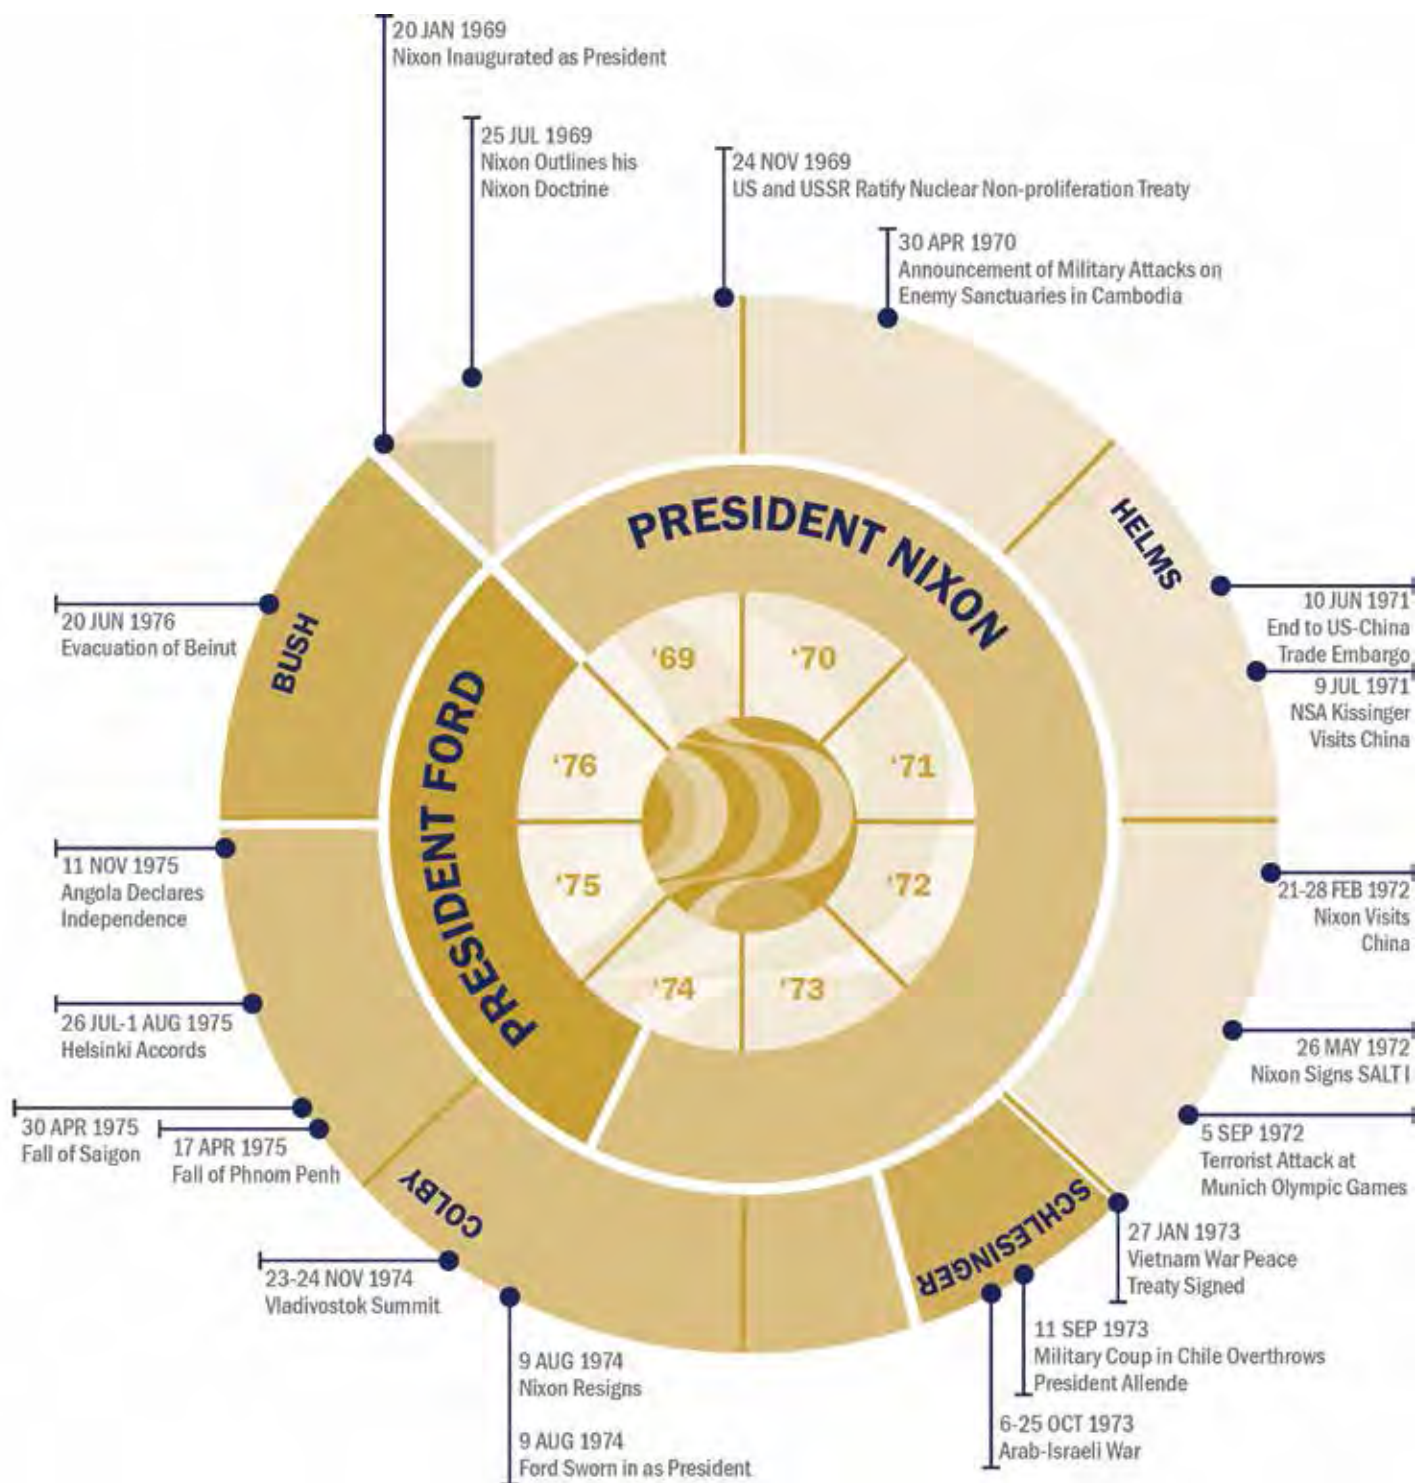 20 JAN 1969
Nixon Inaugurated as President
25 JUL 1969
Nixon Outlines his
Nixon Doctrine
24 NOV 1969
US and USSR Ratify Nuclear Non-proliferation Treaty
30 APR 1970
Announcement of Military Attacks on
Enemy Sanctuaries in Cambodia
PRESIDENT NIXON
HELMS
10 JUN 1971
End to US-China
Trade Embargo
9 JUL 1971
NSA Kissinger
Visits China
21-28 FEB 1972
Nixon Visits
China
26 MAY 1972
Nixon Signs SALT I
5 SEP 1972
Terrorist Attack at
Munich Olympic Games
27 JAN 1973
Vietnam War Peace
Treaty Signed
SCHLESINGER
11 SEP 1973
Military Coup in Chile Overthrows
President Allende
6-25 OCT 1973
Arab-Israeli War
9 AUG 1974
Nixon Resigns
9 AUG 1974
Ford Sworn in as President
23-24 NOV 1974
Vladivostok Summit
COLBY
17 APR 1975
Fall of Phnom Penh
30 APR 1975
Fall of Saigon
26 JUL-1 AUG 1975
Helsinki Accords
11 NOV 1975
Angola Declares
Independence
20 JUN 1976
Evacuation of Beirut
BUSH
PRESIDENT FORD
‘69
‘70
‘71
‘72
‘73
‘74
‘75
‘76